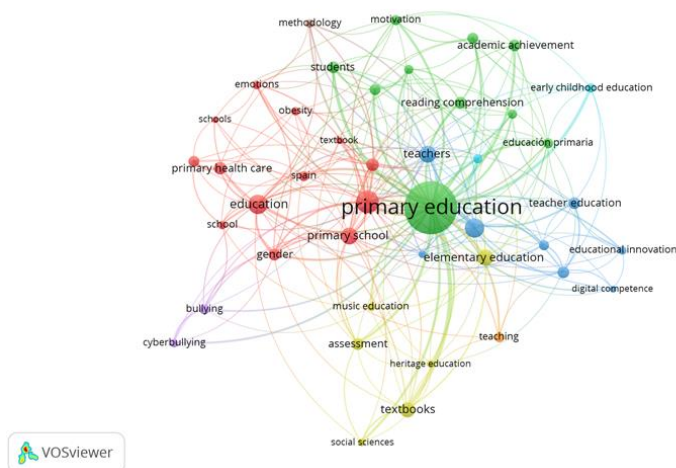 methodology
motivation
academic achievement
students
emotions
early childhood education
obesity
reading comprehension
schools
textbook
educación primaria
teachers
primary health care
spain
education
primary education
teacher education
school
primary school
gender
elementary education
educational innovation
digital competence
bullying
music education
teaching
cyberbullying
assessment
heritage education
textbooks
social sciences
VOSviewer